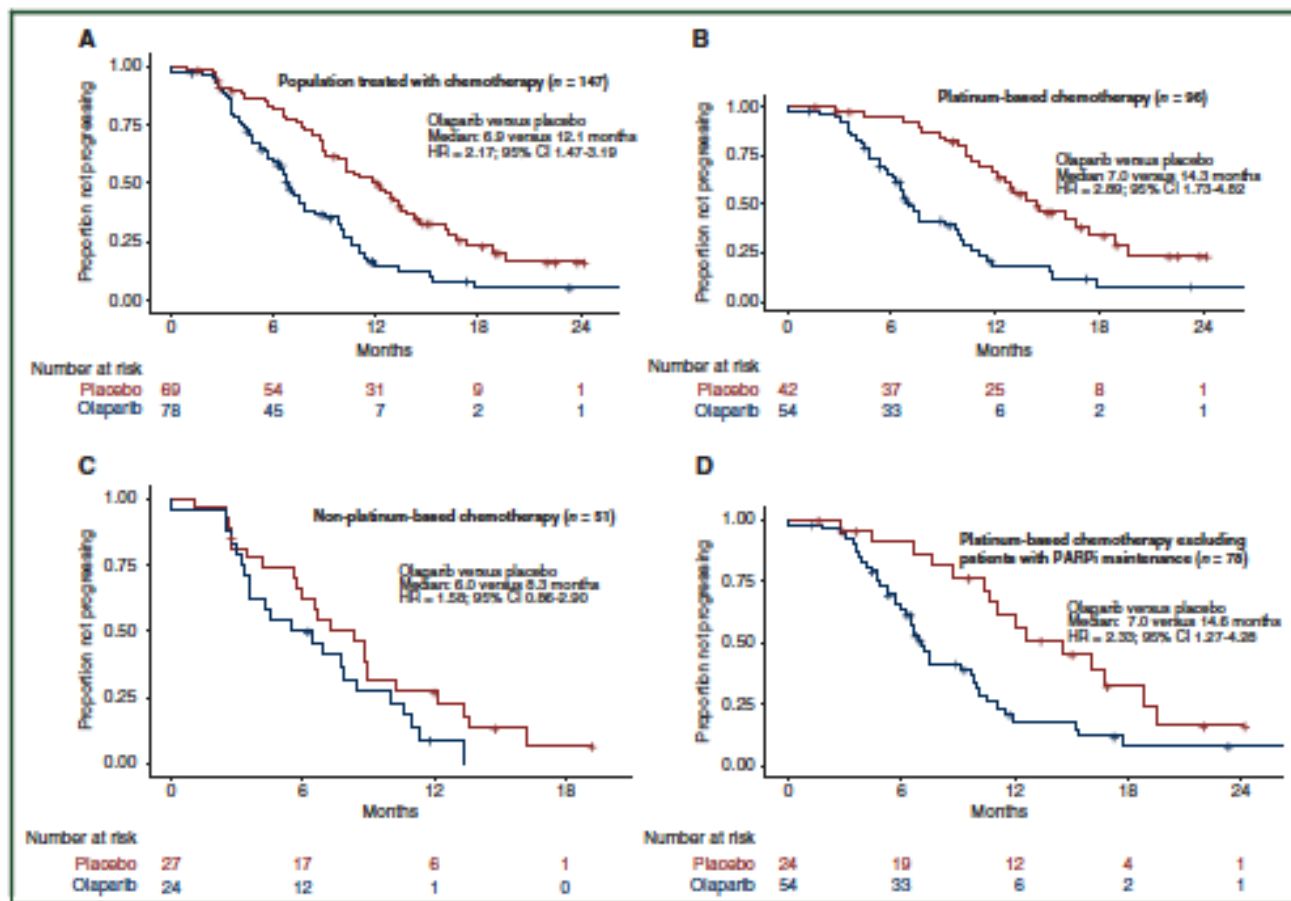 A
1.00
0.75
0.50
0.25
0.00
Proportion not progressing
Population treated with chemotherapy (n = 147)
Olaparib versus placebo
Median: 6.9 versus 12.1 months
HR = 2.17; 95% CI 1.47-3.19
0 6 12 18 24
Months
Number at risk
Placebo 69 54 31 9 1
Olaparib 78 45 7 2 1
B
1.00
0.75
0.50
0.25
0.00
Proportion not progressing
Platinum-based chemotherapy (n = 96)
Olaparib versus placebo
Median 7.0 versus 14.3 months
HR = 2.89; 95% CI 1.73-4.82
0 6 12 18 24
Months
Number at risk
Placebo 42 37 25 8 1
Olaparib 54 33 6 2 1
C
1.00
0.75
0.50
0.25
0.00
Proportion not progressing
Non-platinum-based chemotherapy (n = 51)
Olaparib versus placebo
Median: 6.0 versus 8.3 months
HR = 1.58; 95% CI 0.86-2.90
0 6 12 18
Months
Number at risk
Placebo 27 17 6 1
Olaparib 24 12 1 0
D
1.00
0.75
0.50
0.25
0.00
Proportion not progressing
Platinum-based chemotherapy excluding
patients with PARPi maintenance (n = 78)
Olaparib versus placebo
Median: 7.0 versus 14.6 months
HR = 2.33; 95% CI 1.27-4.28
0 6 12 18 24
Months
Number at risk
Placebo 24 19 12 4 1
Olaparib 54 33 6 2 1